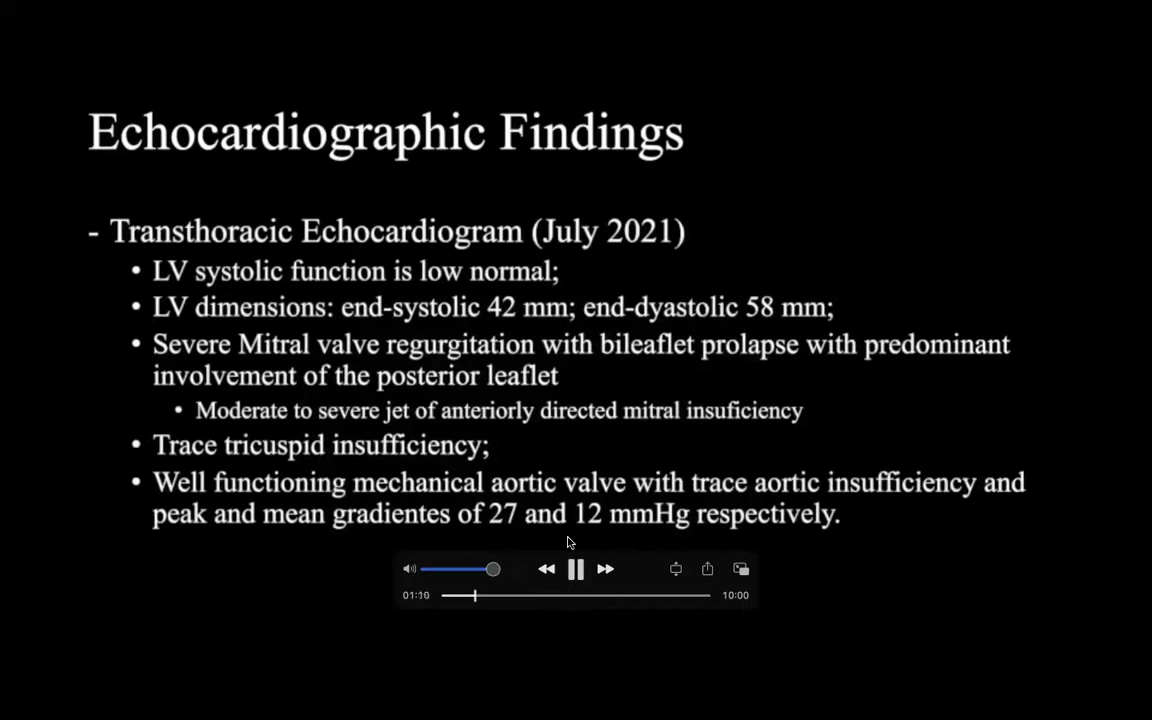 Echocardiographic Findings
- Transthoracic Echocardiogram (July 2021)
• LV systolic function is low normal;
• LV dimensions: end-systolic 42 mm; end-dyastolic 58 mm;
• Severe Mitral valve regurgitation with bileaflet prolapse with predominant
involvement of the posterior leaflet
• Moderate to severe jet of anteriorly directed mitral insuficiency
• Trace tricuspid insufficiency;
• Well functioning mechanical aortic valve with trace aortic insufficiency and
peak and mean gradientes of 27 and 12 mmHg respectively.
10:00